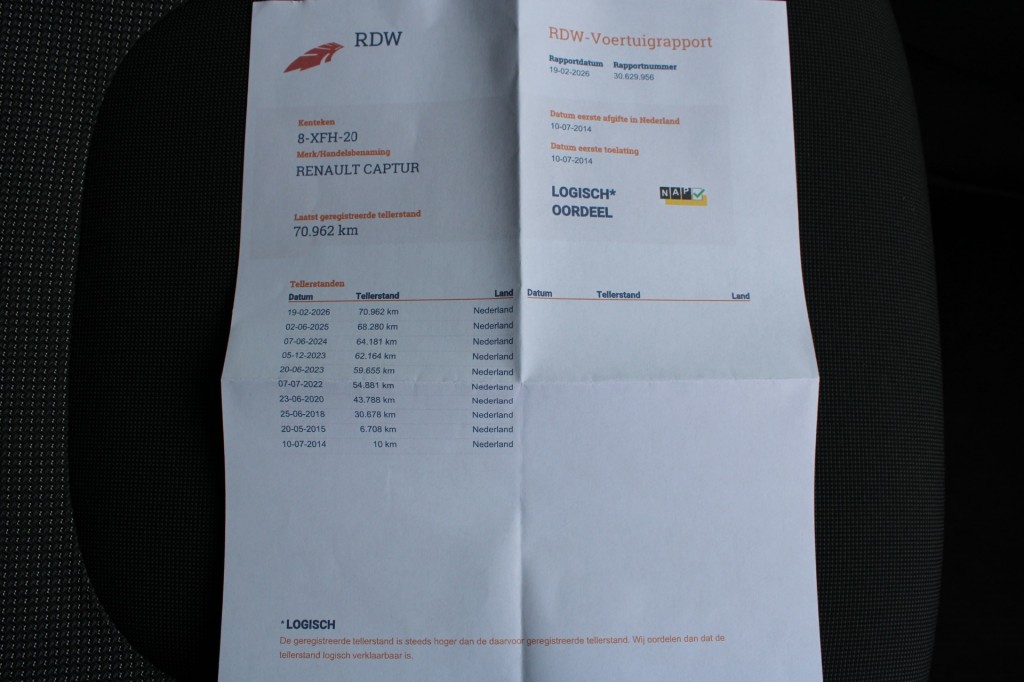 RDW
RDW-Voertuigrapport
Rapportdatum Rapportnummer
19-02-2026 30.629.956
Kenteken
8-XFH-20
Merk/Handelsbenaming
RENAULT CAPTUR
Laatst geregistreerde tellerstand
70.962 km
Datum eerste afgifte in Nederland
10-07-2014
Datum eerste toelating
10-07-2014
LOGISCH*
OORDEEL
NAP
Tellerstanden
Datum Tellerstand Land
19-02-2026 70.962 km Nederland
02-06-2025 68.280 km Nederland
07-06-2024 64.181 km Nederland
05-12-2023 62.164 km Nederland
20-06-2023 59.655 km Nederland
07-07-2022 54.881 km Nederland
23-06-2020 43.788 km Nederland
25-06-2018 30.678 km Nederland
20-05-2015 6.708 km Nederland
10-07-2014 10 km Nederland
Datum Tellerstand Land
*LOGISCH
De geregistreerde tellerstand is steeds hoger dan de daarvoor geregistreerde tellerstand. Wij oordelen dan dat de
tellerstand logisch verklaarbaar is.